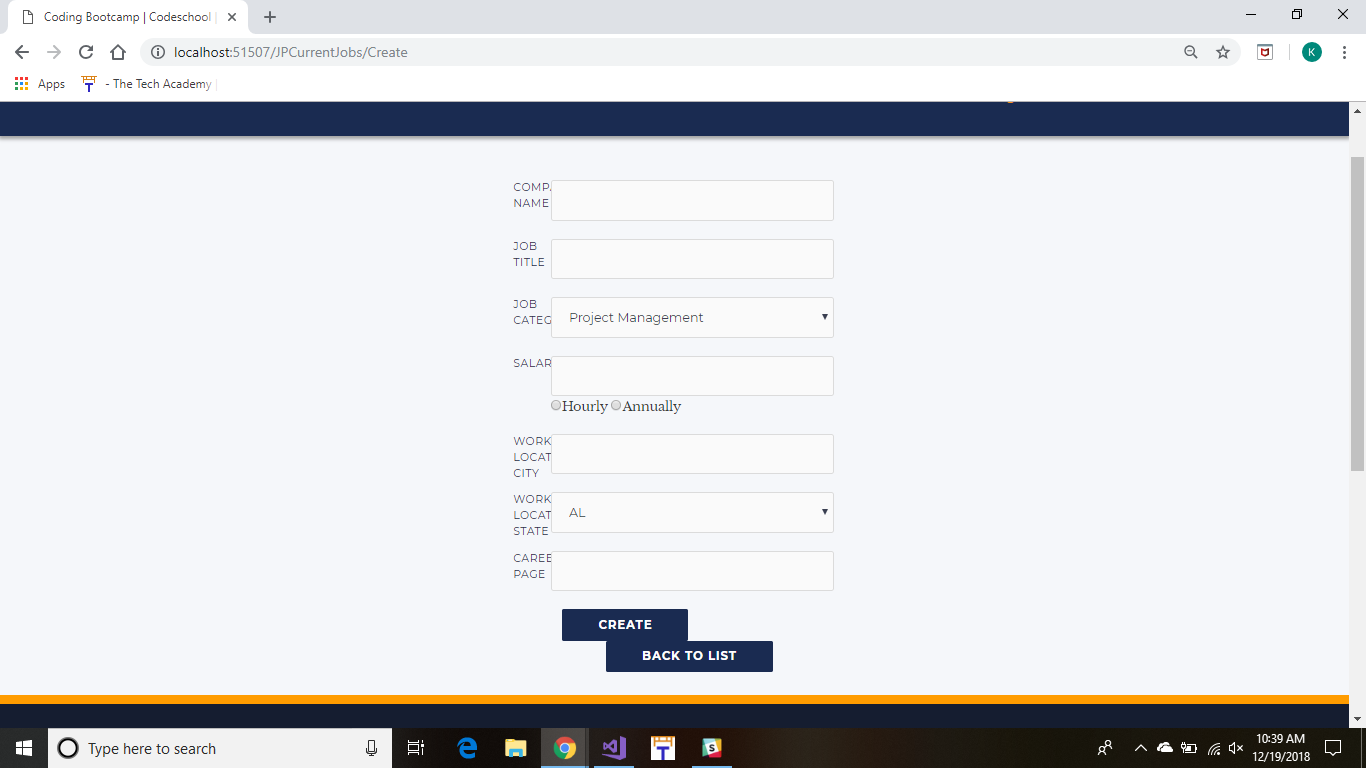 Coding Bootcamp | Codeschool |
localhost:51507/JPCurrentJobs/Create
K
Apps
- The Tech Academy
COMP
NAME
JOB
TITLE
JOB
CATEG
Project Management
SALAR
Hourly Annually
WORK
LOCAT
CITY
WORK
LOCAT
STATE
AL
CAREE
PAGE
CREATE
BACK TO LIST
Type here to search
10:39 AM
12/19/2018